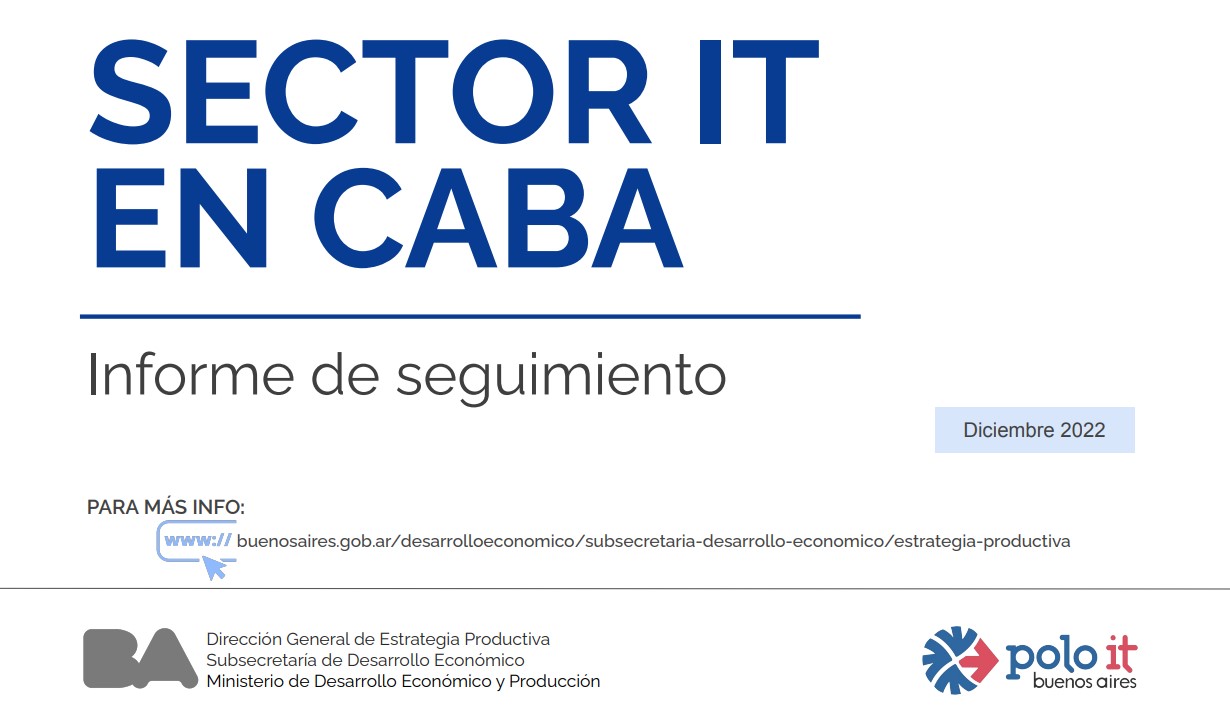 SECTOR IT
EN CABA
Informe de seguimiento
Diciembre 2022
PARA MÁS INFO:
www:// buenosaires.gob.ar/desarrolloeconomico/subsecretaria-desarrollo-economico/estrategia-productiva
BA
Dirección General de Estrategia Productiva
Subsecretaría de Desarrollo Económico
Ministerio de Desarrollo Económico y Producción
polo it
buenos aires